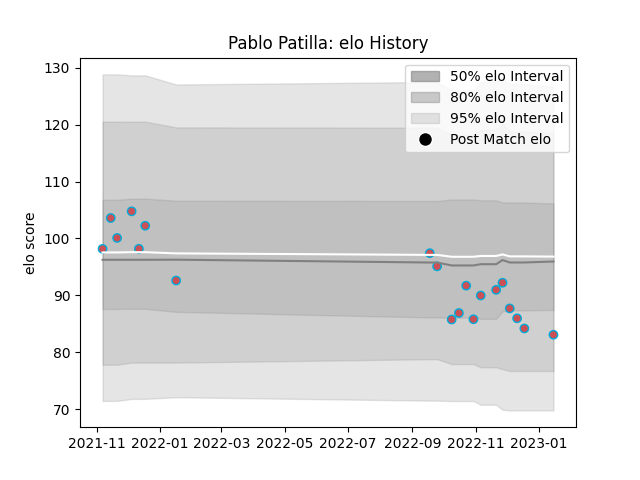 Pablo Patilla: elo History
130
120
110
100
90
80
70
elo score
50% elo Interval
80% elo Interval
95% elo Interval
Post Match elo
2021-11 2022-01 2022-03 2022-05 2022-07 2022-09 2022-11 2023-01